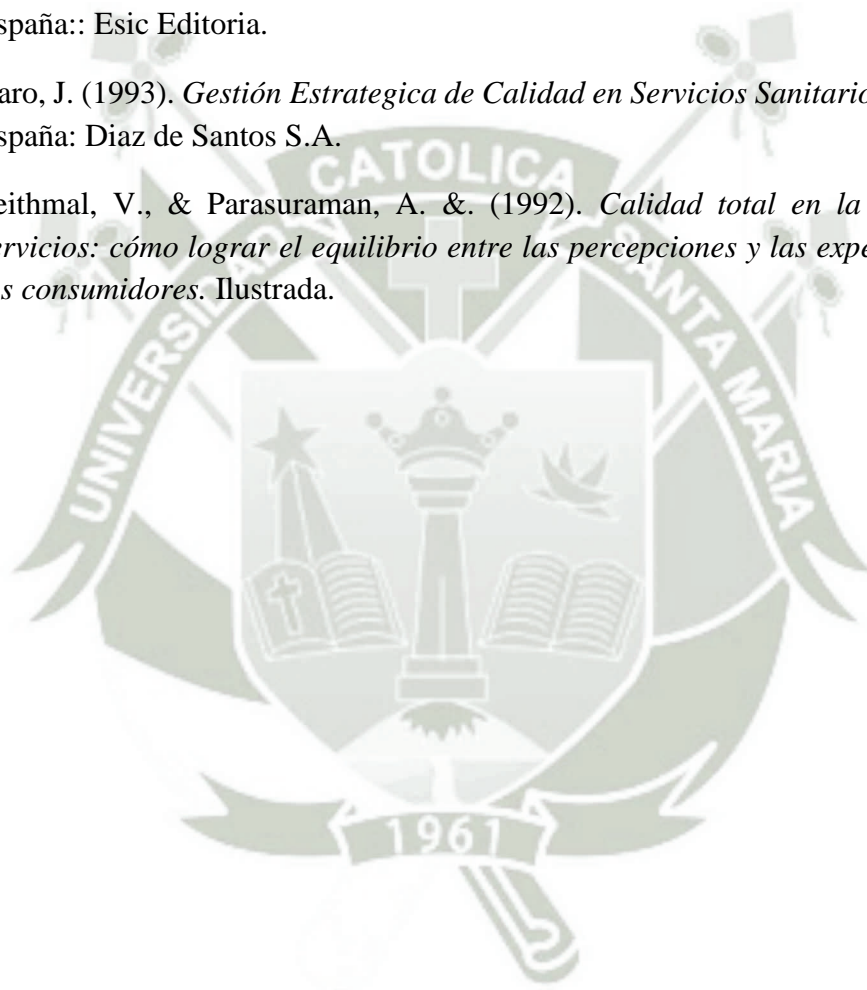 spaña:: Esic Editoria.
aro, J. (1993). Gestión Estrategica de Calidad en Servicios Sanitario
spaña: Diaz de Santos S.A.
eithmal, V., & Parasuraman, A. &. (1992). Calidad total en la
ervicios: cómo lograr el equilibrio entre las percepciones y las expe
s consumidores. Ilustrada.
UNIVERSIDAD CATOLICA SANTA MARIA
1961